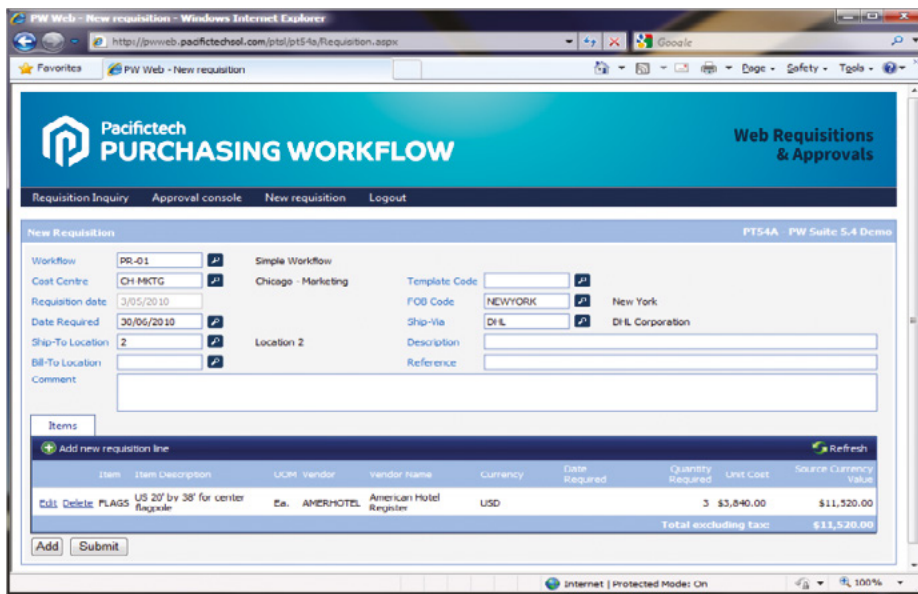 PW Web - New requisition - Windows Internet Explorer
http://pwweb.pacifictechsol.com/ptsl/pt54a/Requisition.aspx
Google
Favorites
PW Web - New requisition
Page
Safety
Tools
Pacifictech
PURCHASING WORKFLOW
Web Requisitions
& Approvals
Requisition Inquiry Approval console New requisition Logout
New Requisition PT54A - PW Suite 5.4 Demo
Workflow PR-01 Simple Workflow
Cost Centre CH-MKTG Chicago - Marketing Template Code
Requisition date 3/05/2010 FOB Code NEWYORK New York
Date Required 30/06/2010 Ship-Via DHL DHL Corporation
Ship-To Location 2 Location 2 Description
Bill-To Location Reference
Comment
Items
Add new requisition line Refresh
Item Item Description UOM Vendor Vendor Name Currency Date Required Quantity Required Unit Cost Source Currency Value
Edit Delete FLAGS US 20' by 38' for center flagpole Ea. AMERHOTEL American Hotel Register USD 3 $3,840.00 $11,520.00
Total excluding tax: $11,520.00
Add Submit
Internet | Protected Mode: On 100%